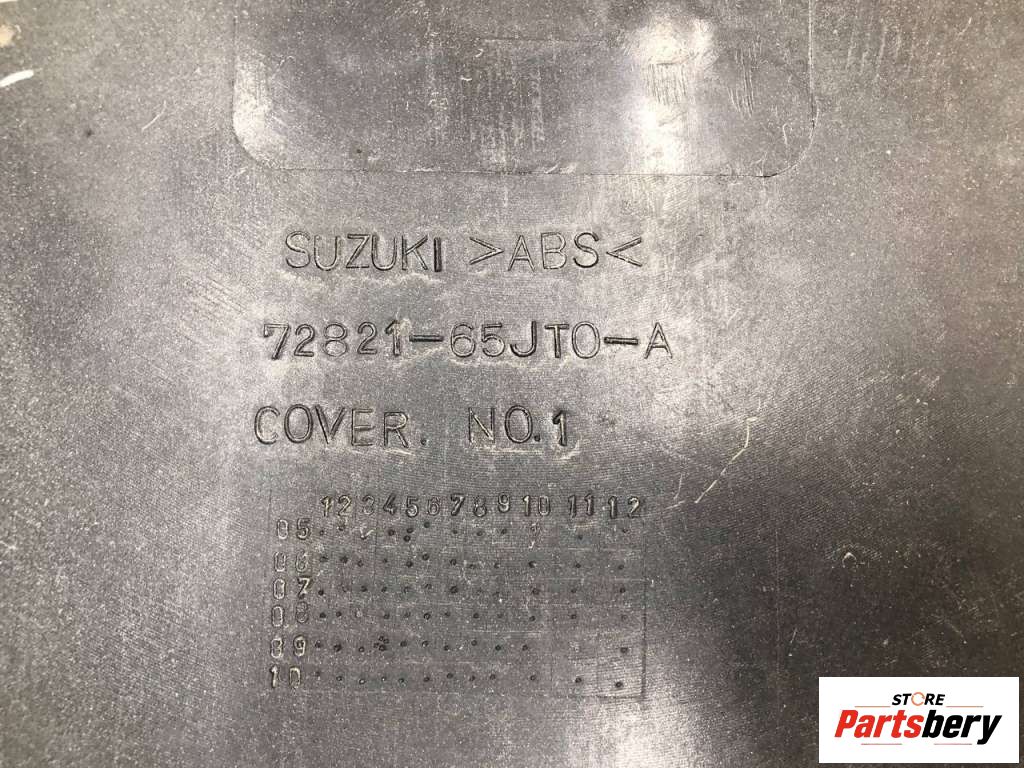 SUZUKI >ABS<
72821-65JT0-A
COVER. NO.1
1 2 3 4 5 6 7 8 9 10 11 12
05
06
07
08
09
10
STORE
Partsbery